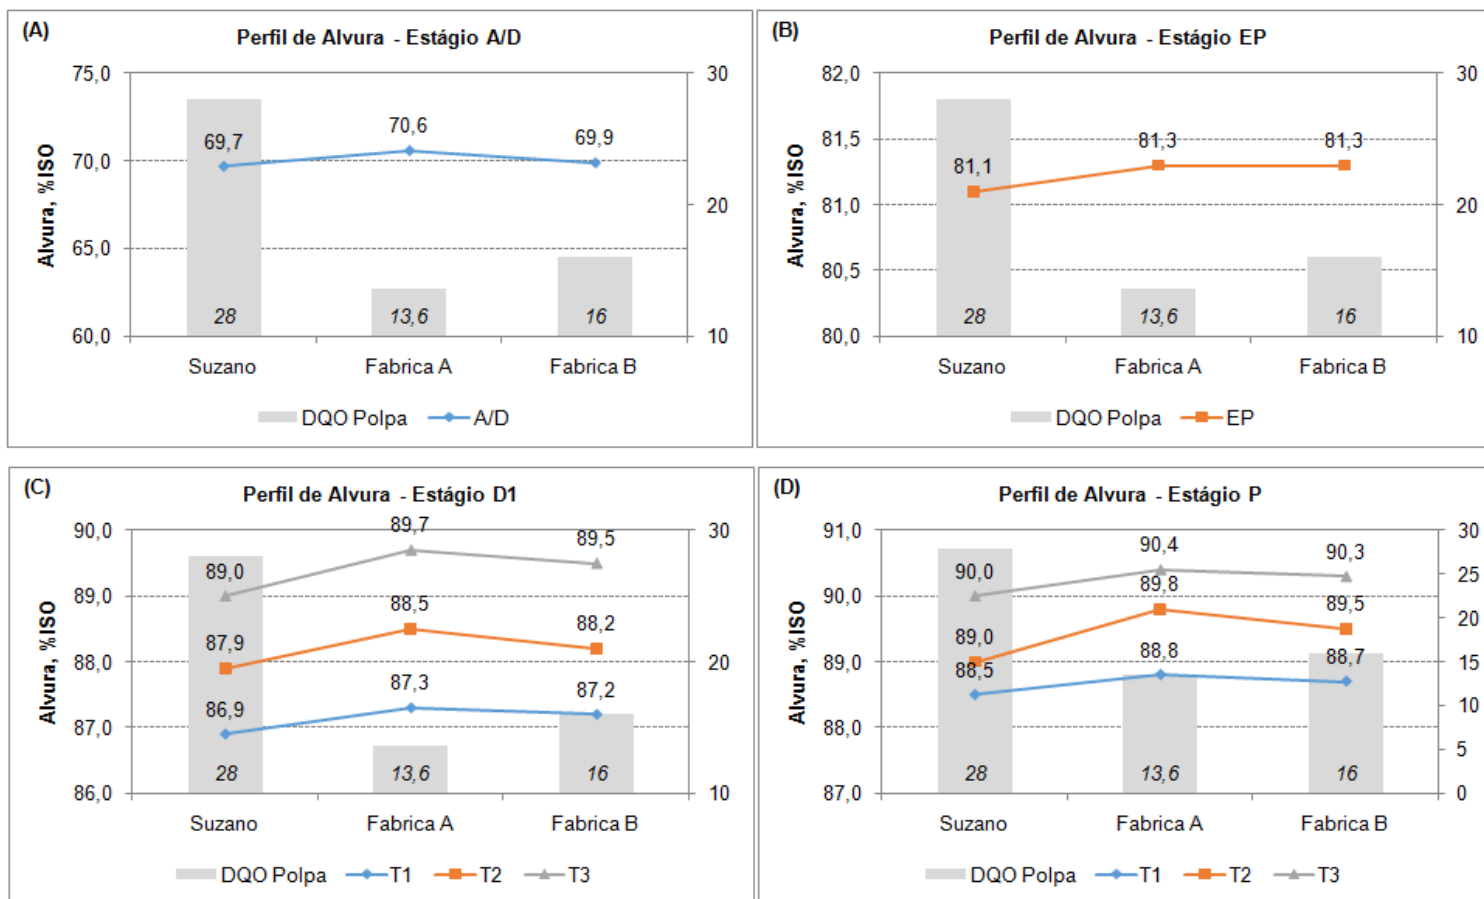 (A)
Perfil de Alvura - Estágio A/D
75,0
70,0
65,0
60,0
Alvura, %ISO
30
20
10
69,7
70,6
69,9
28
13,6
16
Suzano
Fabrica A
Fabrica B
DQO Polpa
A/D
(B)
Perfil de Alvura - Estágio EP
82,0
81,5
81,0
80,5
80,0
Alvura, %ISO
30
20
10
81,1
81,3
81,3
28
13,6
16
Suzano
Fabrica A
Fabrica B
DQO Polpa
EP
(C)
Perfil de Alvura - Estágio D1
90,0
89,0
88,0
87,0
86,0
Alvura, %ISO
30
20
10
89,0
89,7
89,5
87,9
88,5
88,2
86,9
87,3
87,2
28
13,6
16
Suzano
Fabrica A
Fabrica B
DQO Polpa
T1
T2
T3
(D)
Perfil de Alvura - Estágio P
91,0
90,0
89,0
88,0
87,0
Alvura, %ISO
30
25
20
15
10
5
0
90,0
90,4
90,3
89,0
89,8
89,5
88,5
88,8
88,7
28
13,6
16
Suzano
Fabrica A
Fabrica B
DQO Polpa
T1
T2
T3